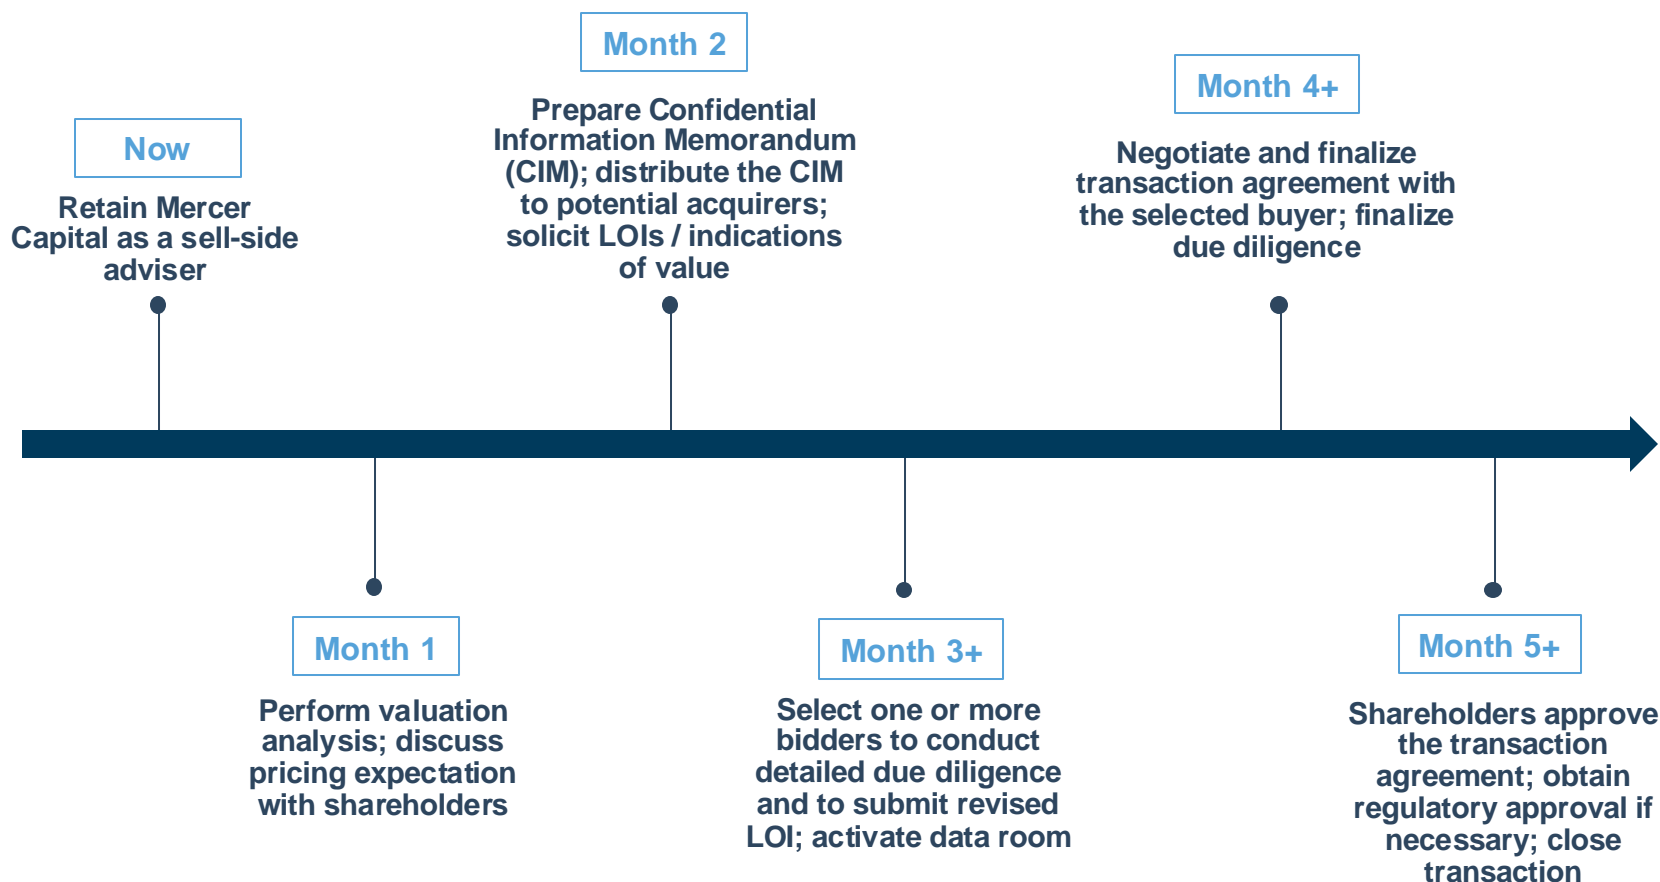 Now
Retain Mercer
Capital as a sell-side
adviser
Month 1
Perform valuation
analysis; discuss
pricing expectation
with shareholders
Month 2
Prepare Confidential
Information Memorandum
(CIM); distribute the CIM
to potential acquirers;
solicit LOIs / indications
of value
Month 3+
Select one or more
bidders to conduct
detailed due diligence
and to submit revised
LOI; activate data room
Month 4+
Negotiate and finalize
transaction agreement with
the selected buyer; finalize
due diligence
Month 5+
Shareholders approve
the transaction
agreement; obtain
regulatory approval if
necessary; close
transaction